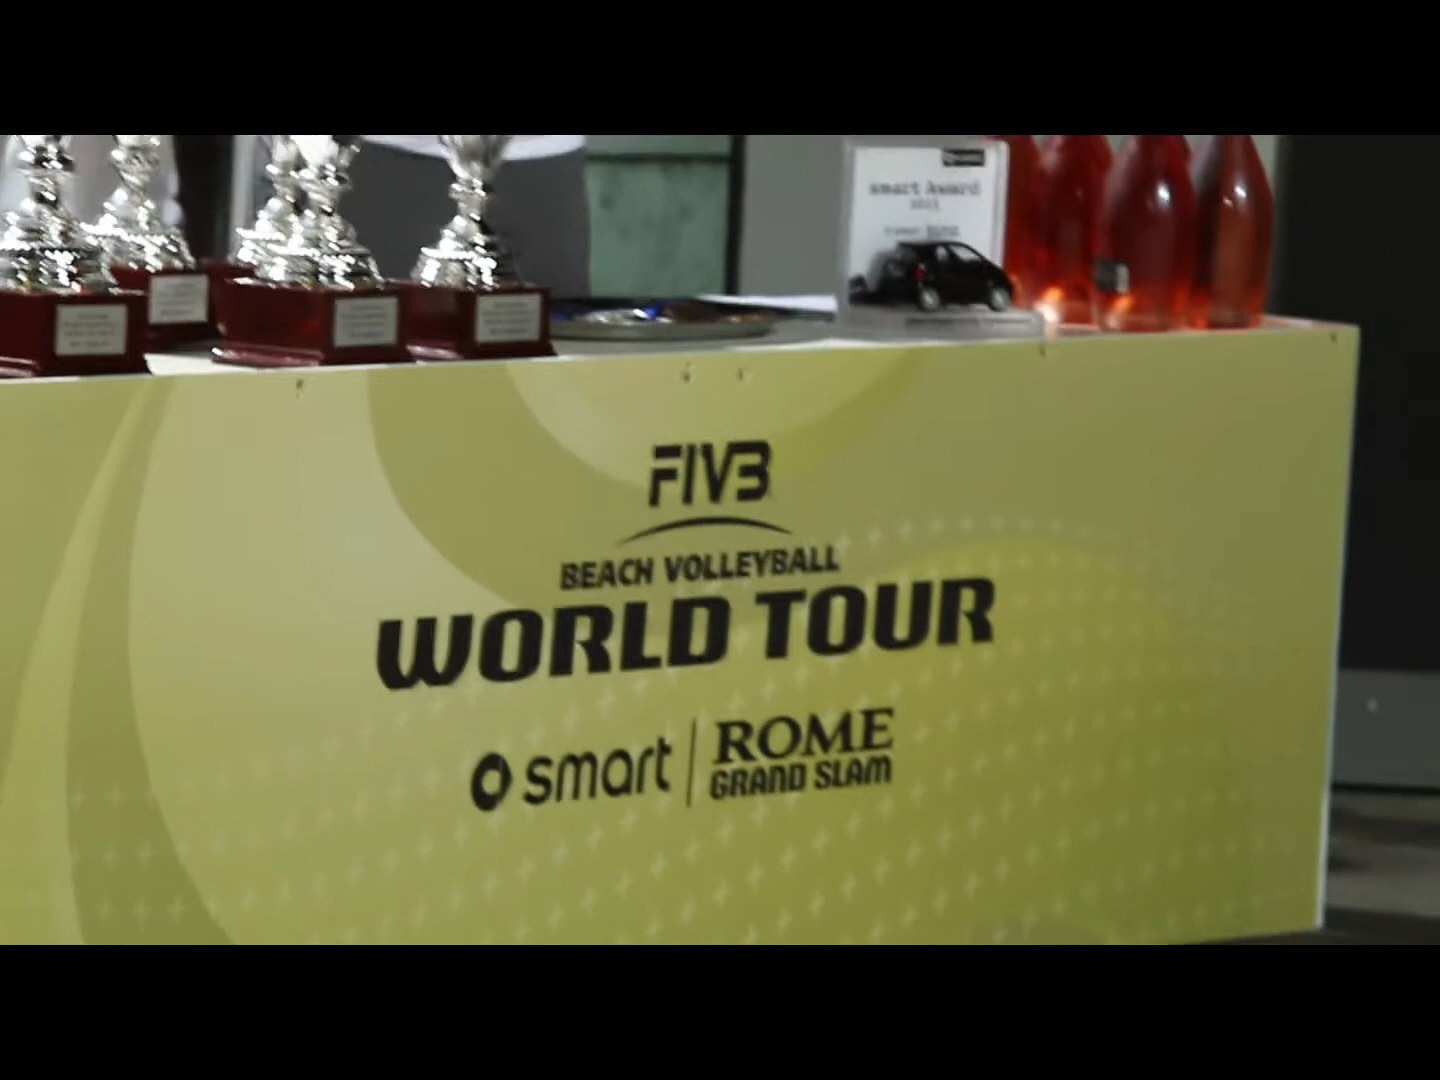 smart Award
FIVB
BEACH VOLLEYBALL
WORLD TOUR
smart
ROME
GRAND SLAM